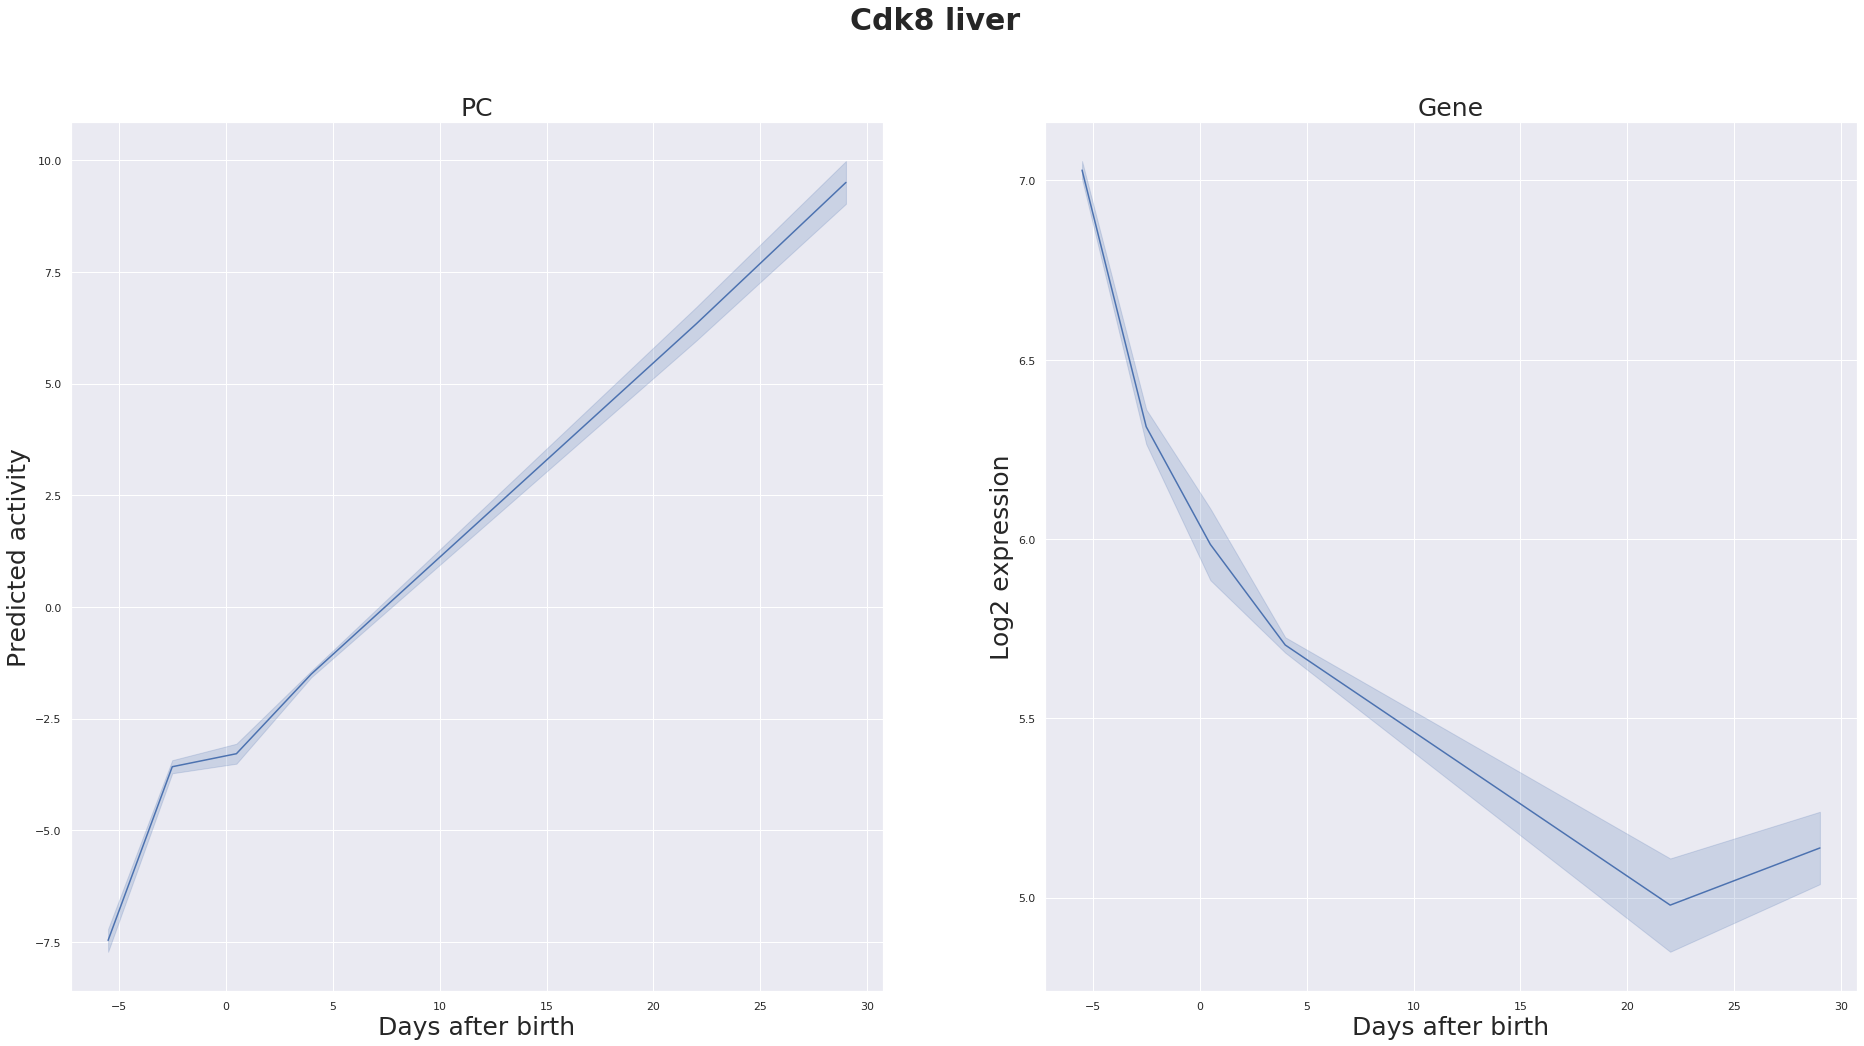 Cdk8 liver
PC
10.0
7.5
5.0
2.5
0.0
−2.5
−5.0
−7.5
Predicted activity
−5 0 5 10 15 20 25 30
Days after birth
Gene
7.0
6.5
6.0
5.5
5.0
Log2 expression
−5 0 5 10 15 20 25 30
Days after birth